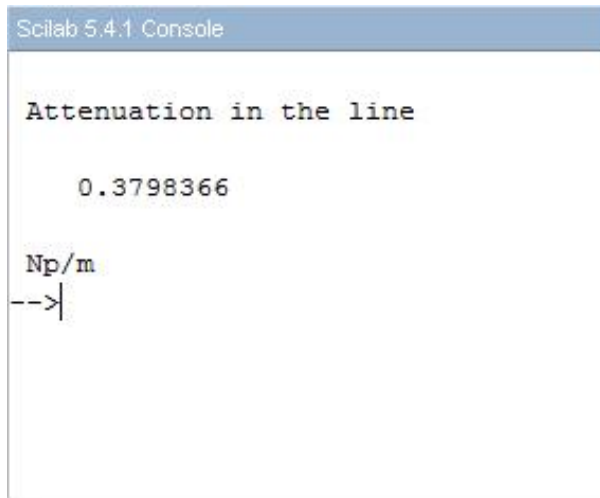 Scilab 5.4.1 Console
Attenuation in the line
0.3798366
Np/m
-->